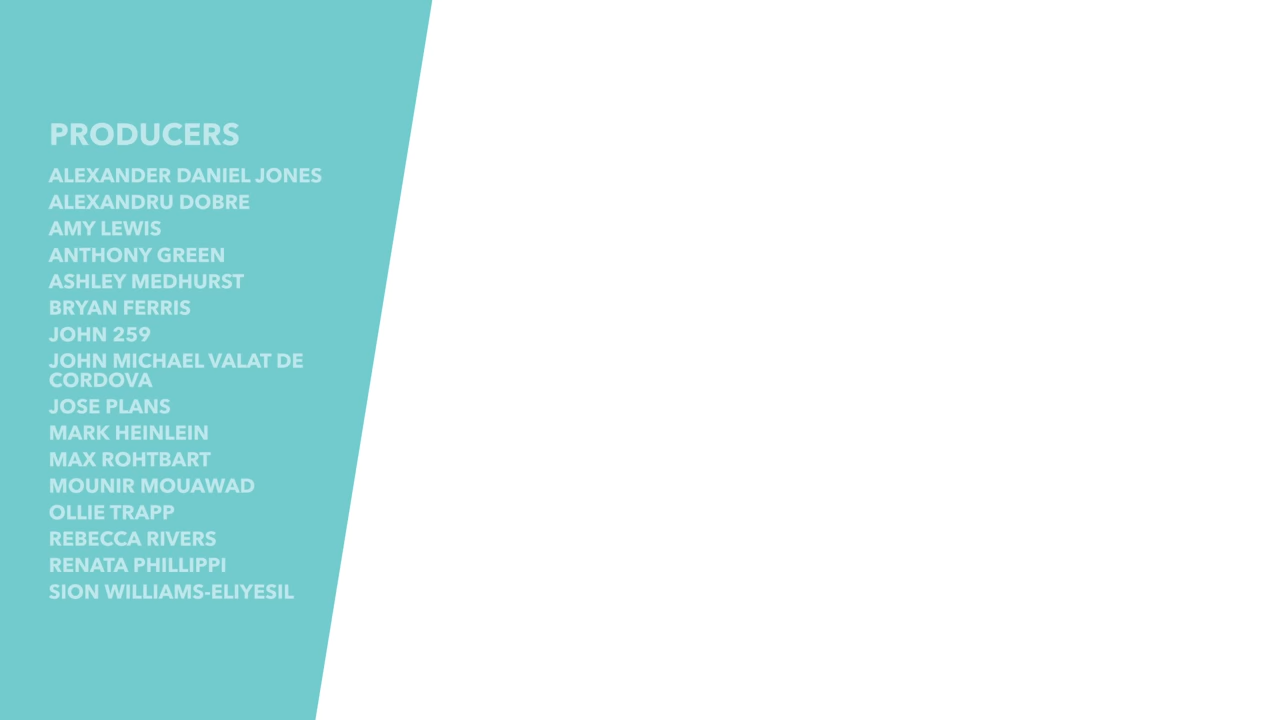 PRODUCERS
ALEXANDER DANIEL JONES
ALEXANDRU DOBRE
AMY LEWIS
ANTHONY GREEN
ASHLEY MEDHURST
BRYAN FERRIS
JOHN 259
JOHN MICHAEL VALAT DE
CORDOVA
JOSE PLANS
MARK HEINLEIN
MAX ROHTBART
MOUNIR MOUAWAD
OLLIE TRAPP
REBECCA RIVERS
RENATA PHILLIPPI
SION WILLIAMS-ELIYESIL